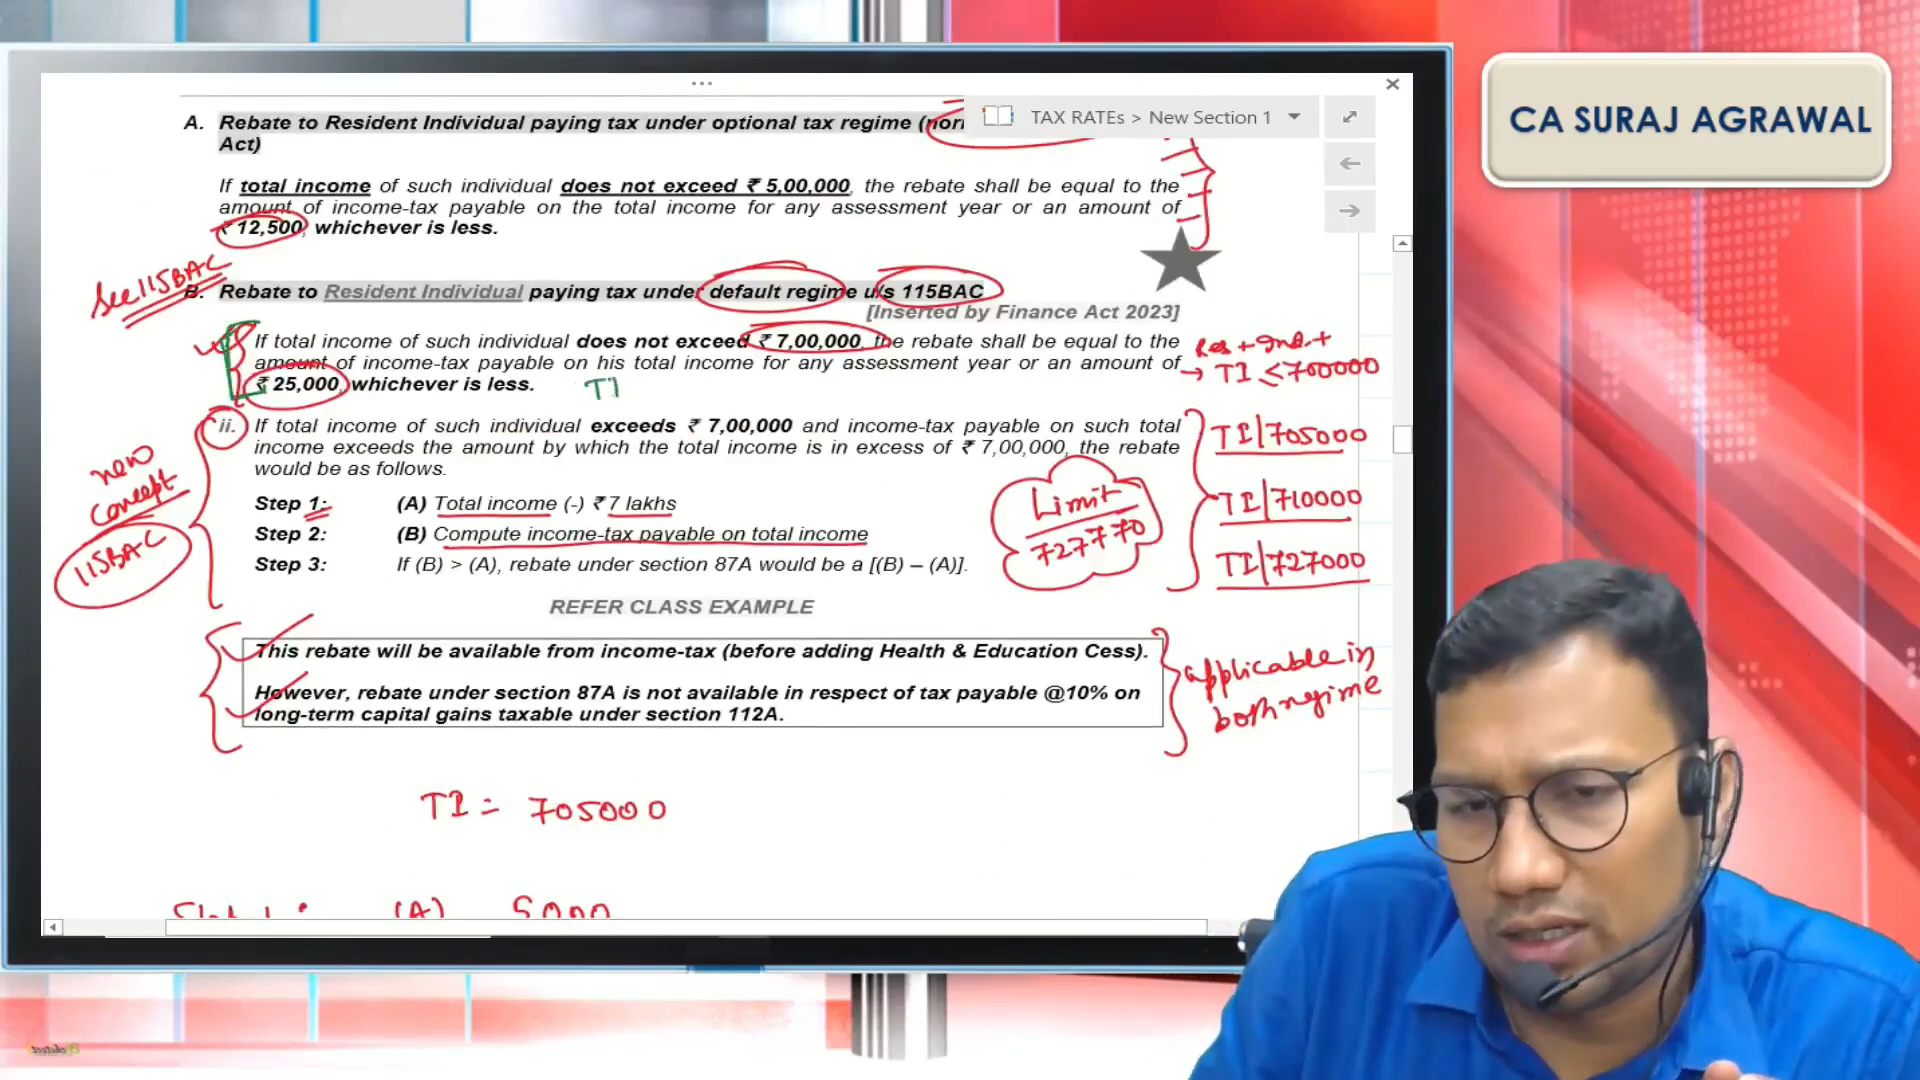 CA SURAJ AGRAWAL
TAX RATEs > New Section 1
A. Rebate to Resident Individual paying tax under optional tax regime (nor
Act)
If total income of such individual does not exceed ₹ 5,00,000, the rebate shall be equal to the
amount of income-tax payable on the total income for any assessment year or an amount of
₹ 12,500, whichever is less.
See 115BAC
B. Rebate to Resident Individual paying tax under default regime u/s 115BAC
[Inserted by Finance Act 2023]
If total income of such individual does not exceed ₹ 7,00,000, the rebate shall be equal to the
amount of income-tax payable on his total income for any assessment year or an amount of
₹ 25,000, whichever is less.
Res + Ind. +
→ TI ≤ 700000
ii. If total income of such individual exceeds ₹ 7,00,000 and income-tax payable on such total
income exceeds the amount by which the total income is in excess of ₹ 7,00,000, the rebate
would be as follows.
TI/705000
TI/710000
TI/727000
new
concept
115BAC
Step 1: (A) Total income (-) ₹ 7 lakhs
Step 2: (B) Compute income-tax payable on total income
Step 3: If (B) > (A), rebate under section 87A would be a [(B) – (A)].
Limit
727770
REFER CLASS EXAMPLE
This rebate will be available from income-tax (before adding Health & Education Cess).
However, rebate under section 87A is not available in respect of tax payable @10% on
long-term capital gains taxable under section 112A.
applicable in
both regime
TI = 705000
(A) 5000